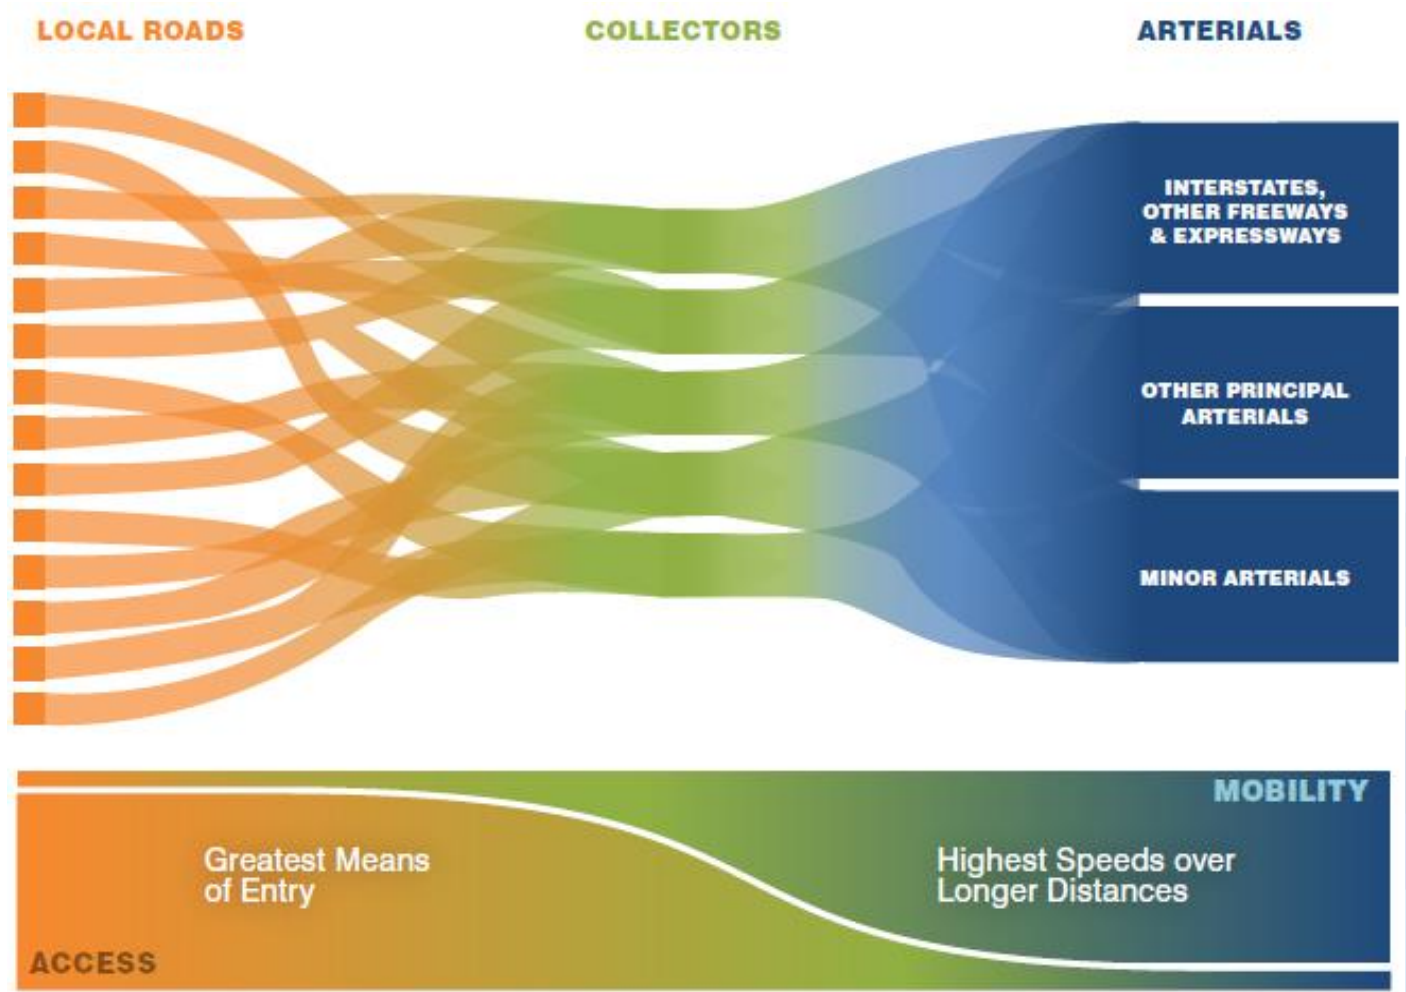 LOCAL ROADS
COLLECTORS
ARTERIALS
INTERSTATES,
OTHER FREEWAYS
& EXPRESSWAYS
OTHER PRINCIPAL
ARTERIALS
MINOR ARTERIALS
MOBILITY
Greatest Means
of Entry
Highest Speeds over
Longer Distances
ACCESS